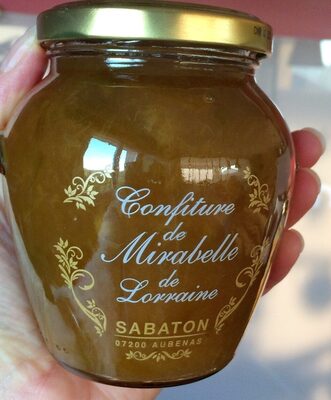 Confiture
de
Mirabelle
de
Lorraine
SABATON
07200 AUBENAS